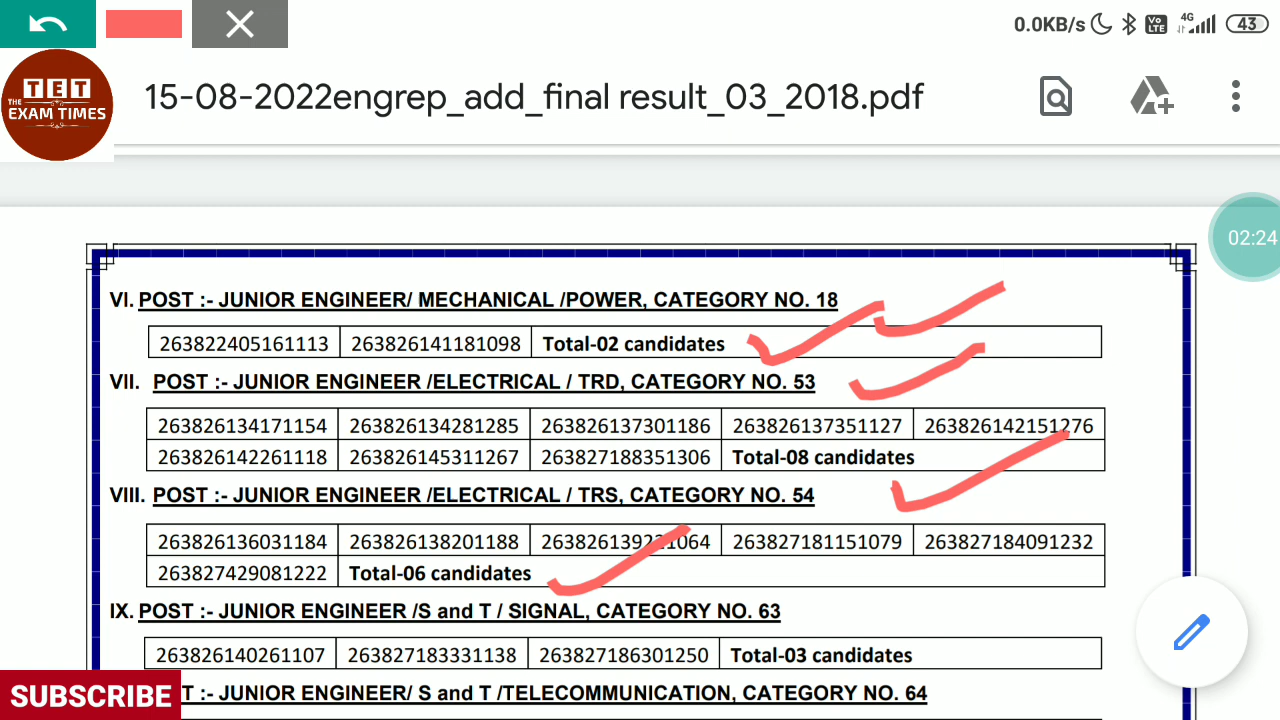 0.0KB/s Vo LTE 4G 43
TET
THE
EXAM TIMES
15-08-2022engrep_add_final result_03_2018.pdf
02:24
VI. POST :- JUNIOR ENGINEER/ MECHANICAL /POWER, CATEGORY NO. 18
263822405161113 263826141181098 Total-02 candidates
VII. POST :- JUNIOR ENGINEER /ELECTRICAL / TRD, CATEGORY NO. 53
263826134171154 263826134281285 263826137301186 263826137351127 263826142151276
263826142261118 263826145311267 263827188351306 Total-08 candidates
VIII. POST :- JUNIOR ENGINEER /ELECTRICAL / TRS, CATEGORY NO. 54
263826136031184 263826138201188 263827181151079 263827184091232
263827429081222 Total-06 candidates
IX. POST :- JUNIOR ENGINEER /S and T / SIGNAL, CATEGORY NO. 63
263826140261107 263827183331138 263827186301250 Total-03 candidates
SUBSCRIBE
T :- JUNIOR ENGINEER/ S and T /TELECOMMUNICATION, CATEGORY NO. 64